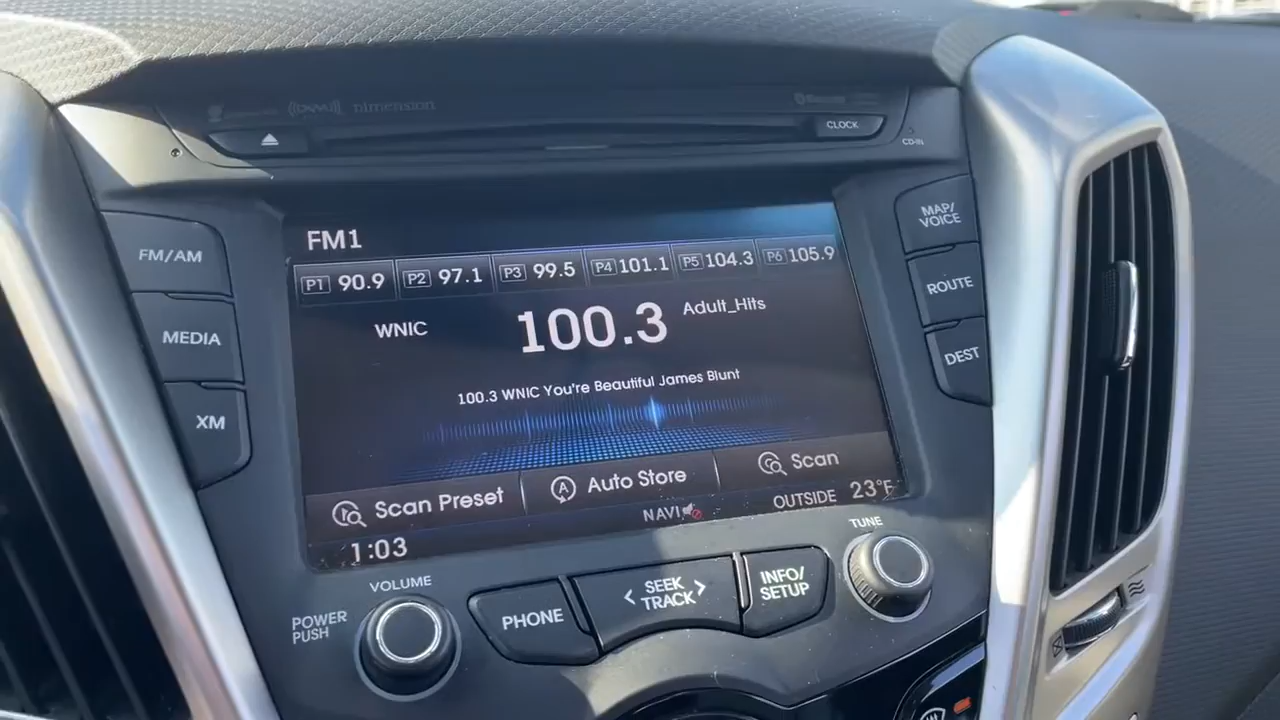 nimension
CLOCK
CD-IN
FM/AM
MEDIA
XM
MAP/
VOICE
ROUTE
DEST
FM1
P1 90.9 P2 97.1 P3 99.5 P4 101.1 P5 104.3 P6 105.9
WNIC 100.3 Adult_Hits
100.3 WNIC You're Beautiful James Blunt
Scan Preset A Auto Store Scan
NAVI OUTSIDE 23°F
1:03
VOLUME
POWER
PUSH
PHONE
< SEEK >
TRACK
INFO/
SETUP
TUNE